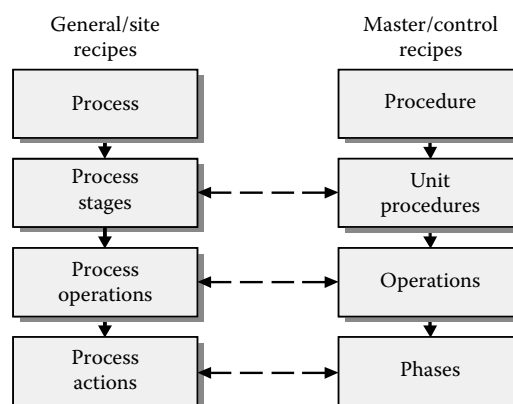 General/site
recipes
Master/control
recipes
Process
Procedure
Process
stages
Unit
procedures
Process
operations
Operations
Process
actions
Phases